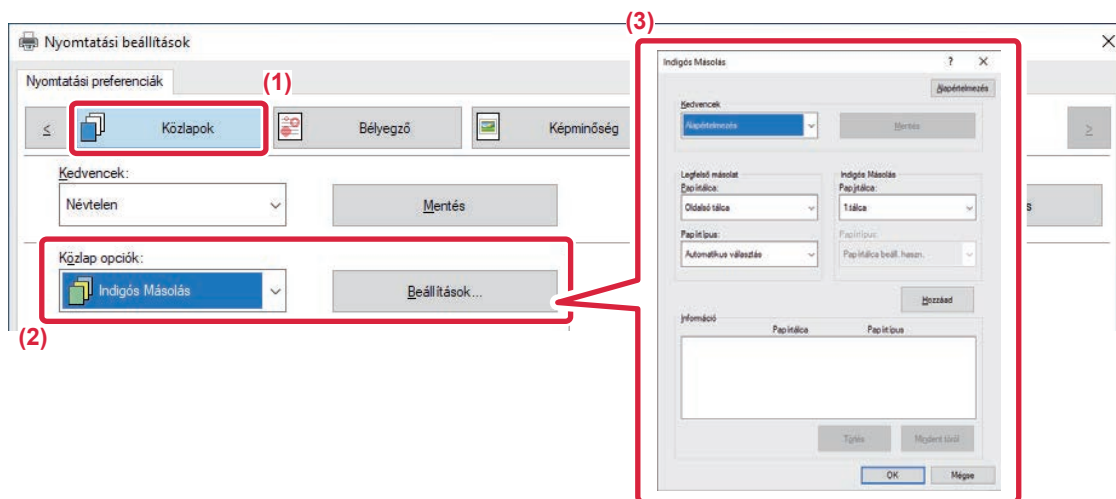 (3)
Nyomtatási beállítások
Nyomtatási preferenciák
(1)
<
Közlapok
Bélyegző
Képminőség
>
Kedvencek:
Névtelen
Mentés
s
Közlap opciók:
Indigós Másolás
Beállítások...
(2)
Indigós Másolás
?
Alapértelmezés
Kedvencek
Alapértelmezés
Mentés
Legfelső másolat
Indigós Másolás
Papírtálca:
Papírtálca:
Oldalsó tálca
1.tálca
Papírtípus:
Papírtípus:
Automatikus választás
Papírtálca beáll. haszn.
Hozzáad
Információ
Papírtálca
Papírtípus
Törlés
Mindent töröl
OK
Mégse